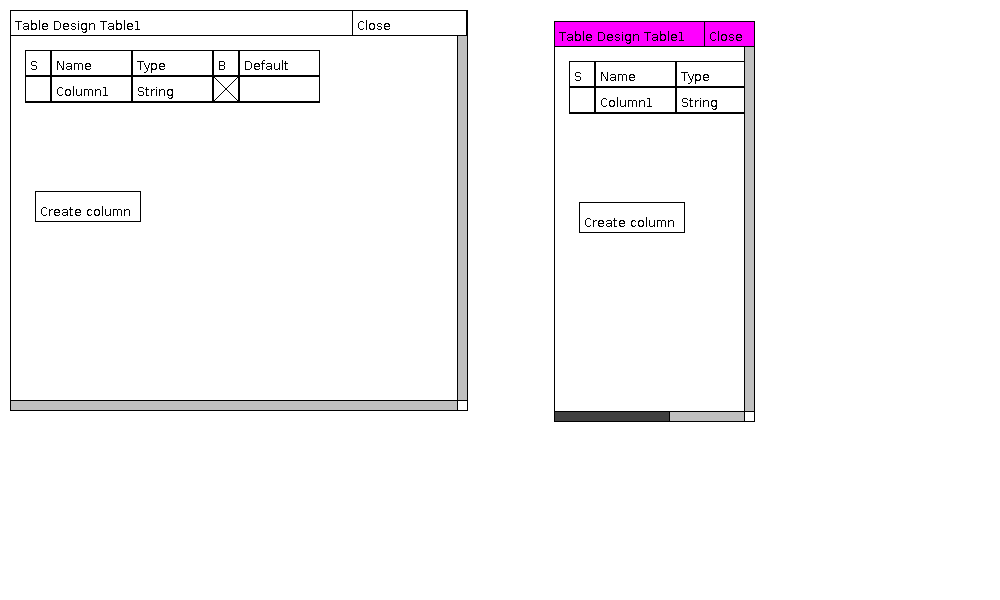 Table Design Table1 Close
S Name Type B Default
Column1 String
Create column
Table Design Table1 Close
S Name Type
Column1 String
Create column